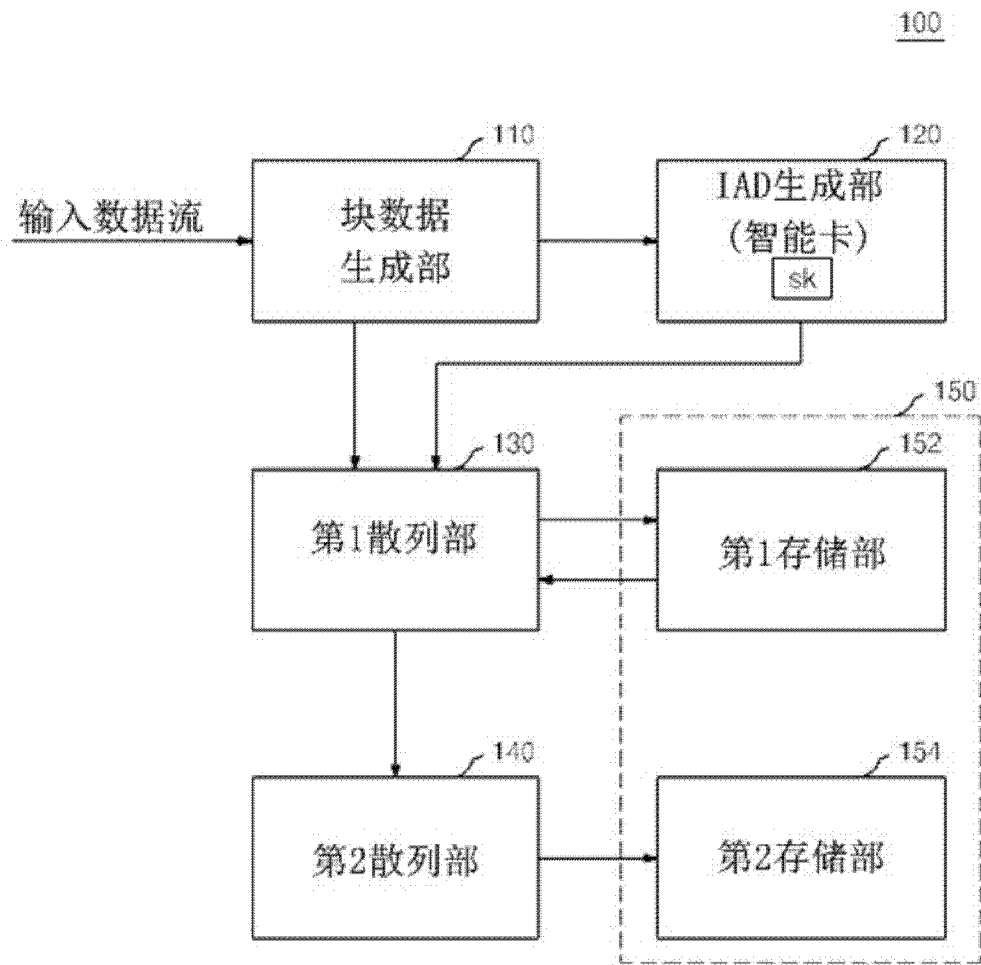 100
110
120
输入数据流
块数据
生成部
IAD生成部
(智能卡)
sk
150
130
152
第1散列部
第1存储部
140
154
第2散列部
第2存储部